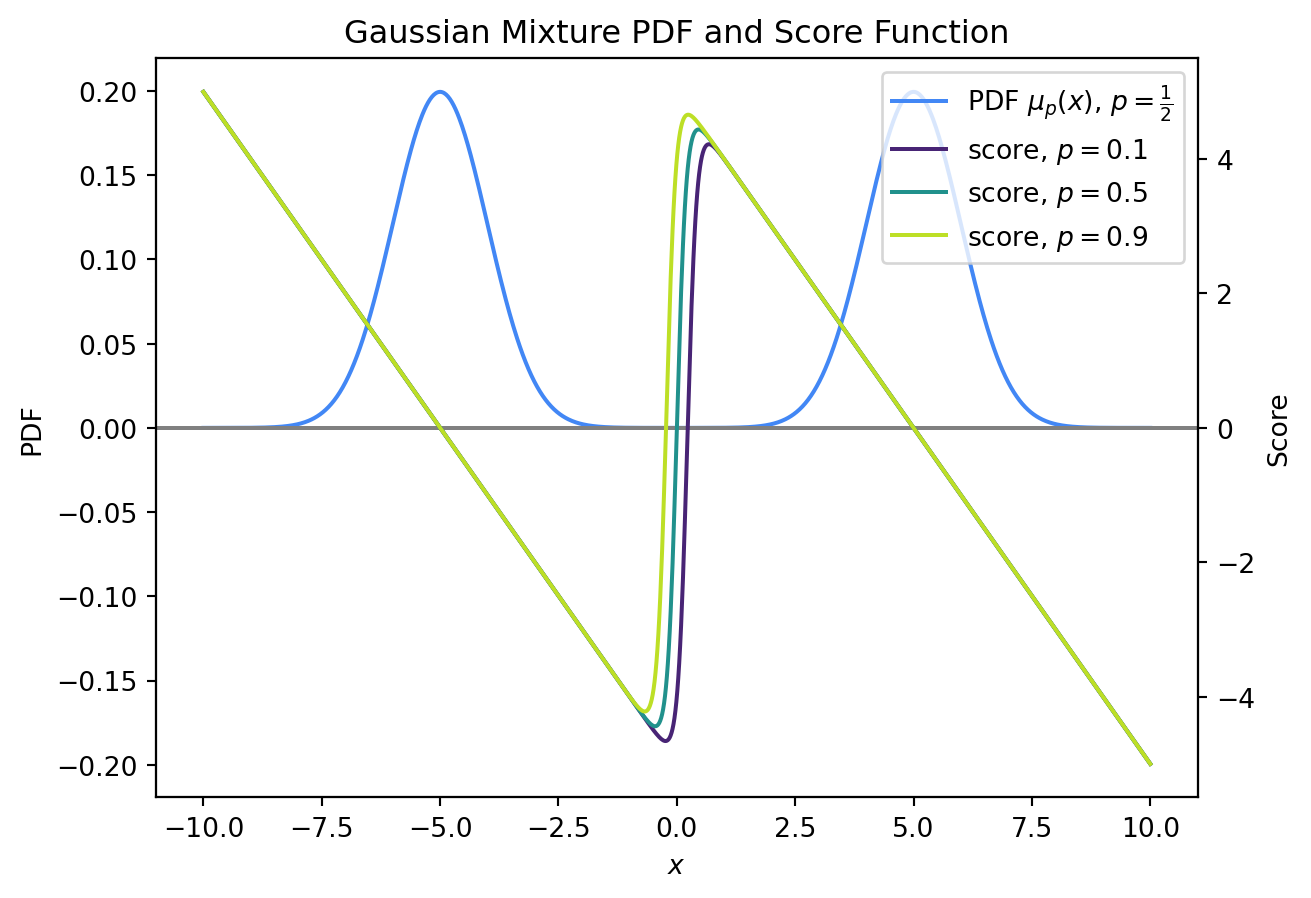 Gaussian Mixture PDF and Score Function
PDF μ_p(x), p = 1/2
score, p = 0.1
score, p = 0.5
score, p = 0.9
0.20
0.15
0.10
0.05
0.00
−0.05
−0.10
−0.15
−0.20
PDF
4
2
0
−2
−4
Score
−10.0 −7.5 −5.0 −2.5 0.0 2.5 5.0 7.5 10.0
x